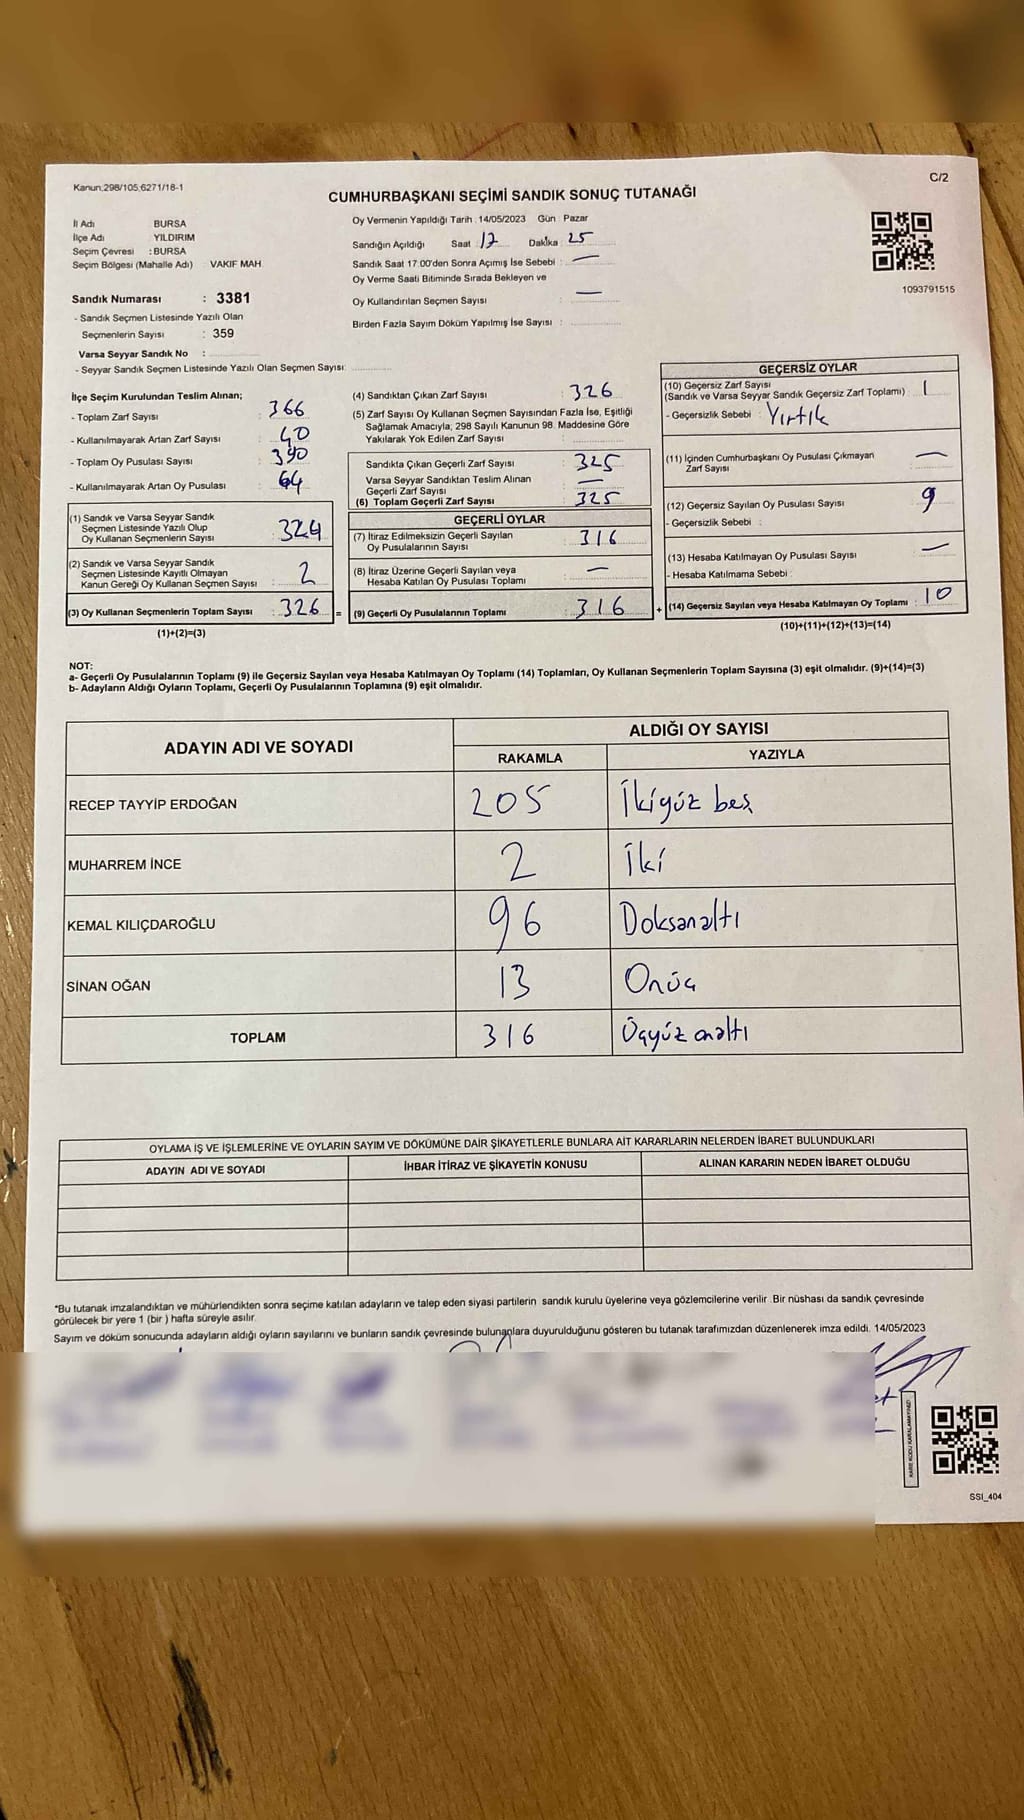 Kanun:298/105;6271/18-1
C/2
CUMHURBAŞKANI SEÇİMİ SANDIK SONUÇ TUTANAĞI
İl Adı BURSA
İlçe Adı YILDIRIM
Seçim Çevresi : BURSA
Seçim Bölgesi (Mahalle Adı) VAKIF MAH.
Sandık Numarası : 3381
- Sandık Seçmen Listesinde Yazılı Olan
Seçmenlerin Sayısı : 359
Varsa Seyyar Sandık No :
- Seyyar Sandık Seçmen Listesinde Yazılı Olan Seçmen Sayısı:
Oy Vermenin Yapıldığı Tarih : 14/05/2023 Gün : Pazar
Sandığın Açıldığı Saat : 17 Dakika : 25
Sandık Saat 17:00'den Sonra Açımış İse Sebebi : —
Oy Verme Saati Bitiminde Sırada Bekleyen ve
Oy Kullandırılan Seçmen Sayısı : —
Birden Fazla Sayım Döküm Yapılmış İse Sayısı :
1093791515
İlçe Seçim Kurulundan Teslim Alınan;
- Toplam Zarf Sayısı : 366
- Kullanılmayarak Artan Zarf Sayısı : 40
- Toplam Oy Pusulası Sayısı : 390
- Kullanılmayarak Artan Oy Pusulası : 64
(1) Sandık ve Varsa Seyyar Sandık
Seçmen Listesinde Yazılı Olup
Oy Kullanan Seçmenlerin Sayısı : 324
(2) Sandık ve Varsa Seyyar Sandık
Seçmen Listesinde Kayıtlı Olmayan
Kanun Gereği Oy Kullanan Seçmen Sayısı : 2
(3) Oy Kullanan Seçmenlerin Toplam Sayısı : 326 =
(1)+(2)=(3)
(4) Sandıktan Çıkan Zarf Sayısı : 326
(5) Zarf Sayısı Oy Kullanan Seçmen Sayısından Fazla İse, Eşitliği
Sağlamak Amacıyla; 298 Sayılı Kanunun 98. Maddesine Göre
Yakılarak Yok Edilen Zarf Sayısı :
Sandıkta Çıkan Geçerli Zarf Sayısı : 325
Varsa Seyyar Sandıktan Teslim Alınan
Geçerli Zarf Sayısı : —
(6) Toplam Geçerli Zarf Sayısı : 325
GEÇERLİ OYLAR
(7) İtiraz Edilmeksizin Geçerli Sayılan
Oy Pusulalarının Sayısı : 316
(8) İtiraz Üzerine Geçerli Sayılan veya
Hesaba Katılan Oy Pusulası Toplamı : —
(9) Geçerli Oy Pusulalarının Toplamı : 316 +
GEÇERSİZ OYLAR
(10) Geçersiz Zarf Sayısı
(Sandık ve Varsa Seyyar Sandık Geçersiz Zarf Toplamı) : 1
- Geçersizlik Sebebi : Yırtık
(11) İçinden Cumhurbaşkanı Oy Pusulası Çıkmayan
Zarf Sayısı : —
(12) Geçersiz Sayılan Oy Pusulası Sayısı : 9
- Geçersizlik Sebebi :
(13) Hesaba Katılmayan Oy Pusulası Sayısı : —
- Hesaba Katılmama Sebebi :
(14) Geçersiz Sayılan veya Hesaba Katılmayan Oy Toplamı : 10
(10)+(11)+(12)+(13)=(14)
NOT:
a- Geçerli Oy Pusulalarının Toplamı (9) ile Geçersiz Sayılan veya Hesaba Katılmayan Oy Toplamı (14) Toplamları, Oy Kullanan Seçmenlerin Toplam Sayısına (3) eşit olmalıdır. (9)+(14)=(3)
b- Adayların Aldığı Oyların Toplamı, Geçerli Oy Pusulalarının Toplamına (9) eşit olmalıdır.
ADAYIN ADI VE SOYADI ALDIĞI OY SAYISI
RAKAMLA YAZIYLA
RECEP TAYYİP ERDOĞAN 205 İkiyüz beş
MUHARREM İNCE 2 İki
KEMAL KILIÇDAROĞLU 96 Doksanaltı
SİNAN OĞAN 13 Onüç
TOPLAM 316 Üçyüz onaltı
OYLAMA İŞ VE İŞLEMLERİNE VE OYLARIN SAYIM VE DÖKÜMÜNE DAİR ŞİKAYETLERLE BUNLARA AİT KARARLARIN NELERDEN İBARET BULUNDUKLARI
ADAYIN ADI VE SOYADI İHBAR İTİRAZ VE ŞİKAYETİN KONUSU ALINAN KARARIN NEDEN İBARET OLDUĞU
*Bu tutanak imzalandıktan ve mühürlendikten sonra seçime katılan adayların ve talep eden siyasi partilerin sandık kurulu üyelerine veya gözlemcilerine verilir. Bir nüshası da sandık çevresinde
görülecek bir yere 1 (bir ) hafta süreyle asılır.
Sayım ve döküm sonucunda adayların aldığı oyların sayılarını ve bunların sandık çevresinde bulunanlara duyurulduğunu gösteren bu tutanak tarafımızdan düzenlenerek imza edildi. 14/05/2023
KARE KODU KARALAMAYINIZ!
SSI_404